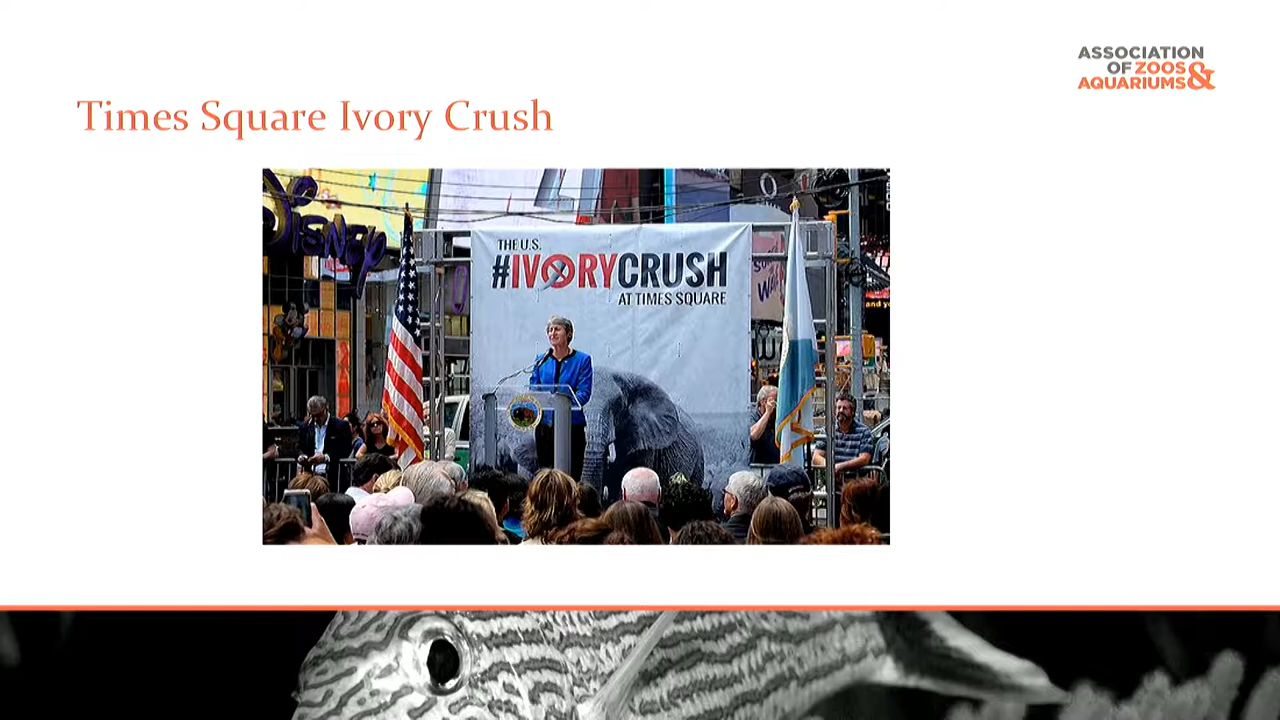 ASSOCIATION
OF ZOOS &
AQUARIUMS
Times Square Ivory Crush
DISNEY
THE U.S.
#IVORYCRUSH
AT TIMES SQUARE